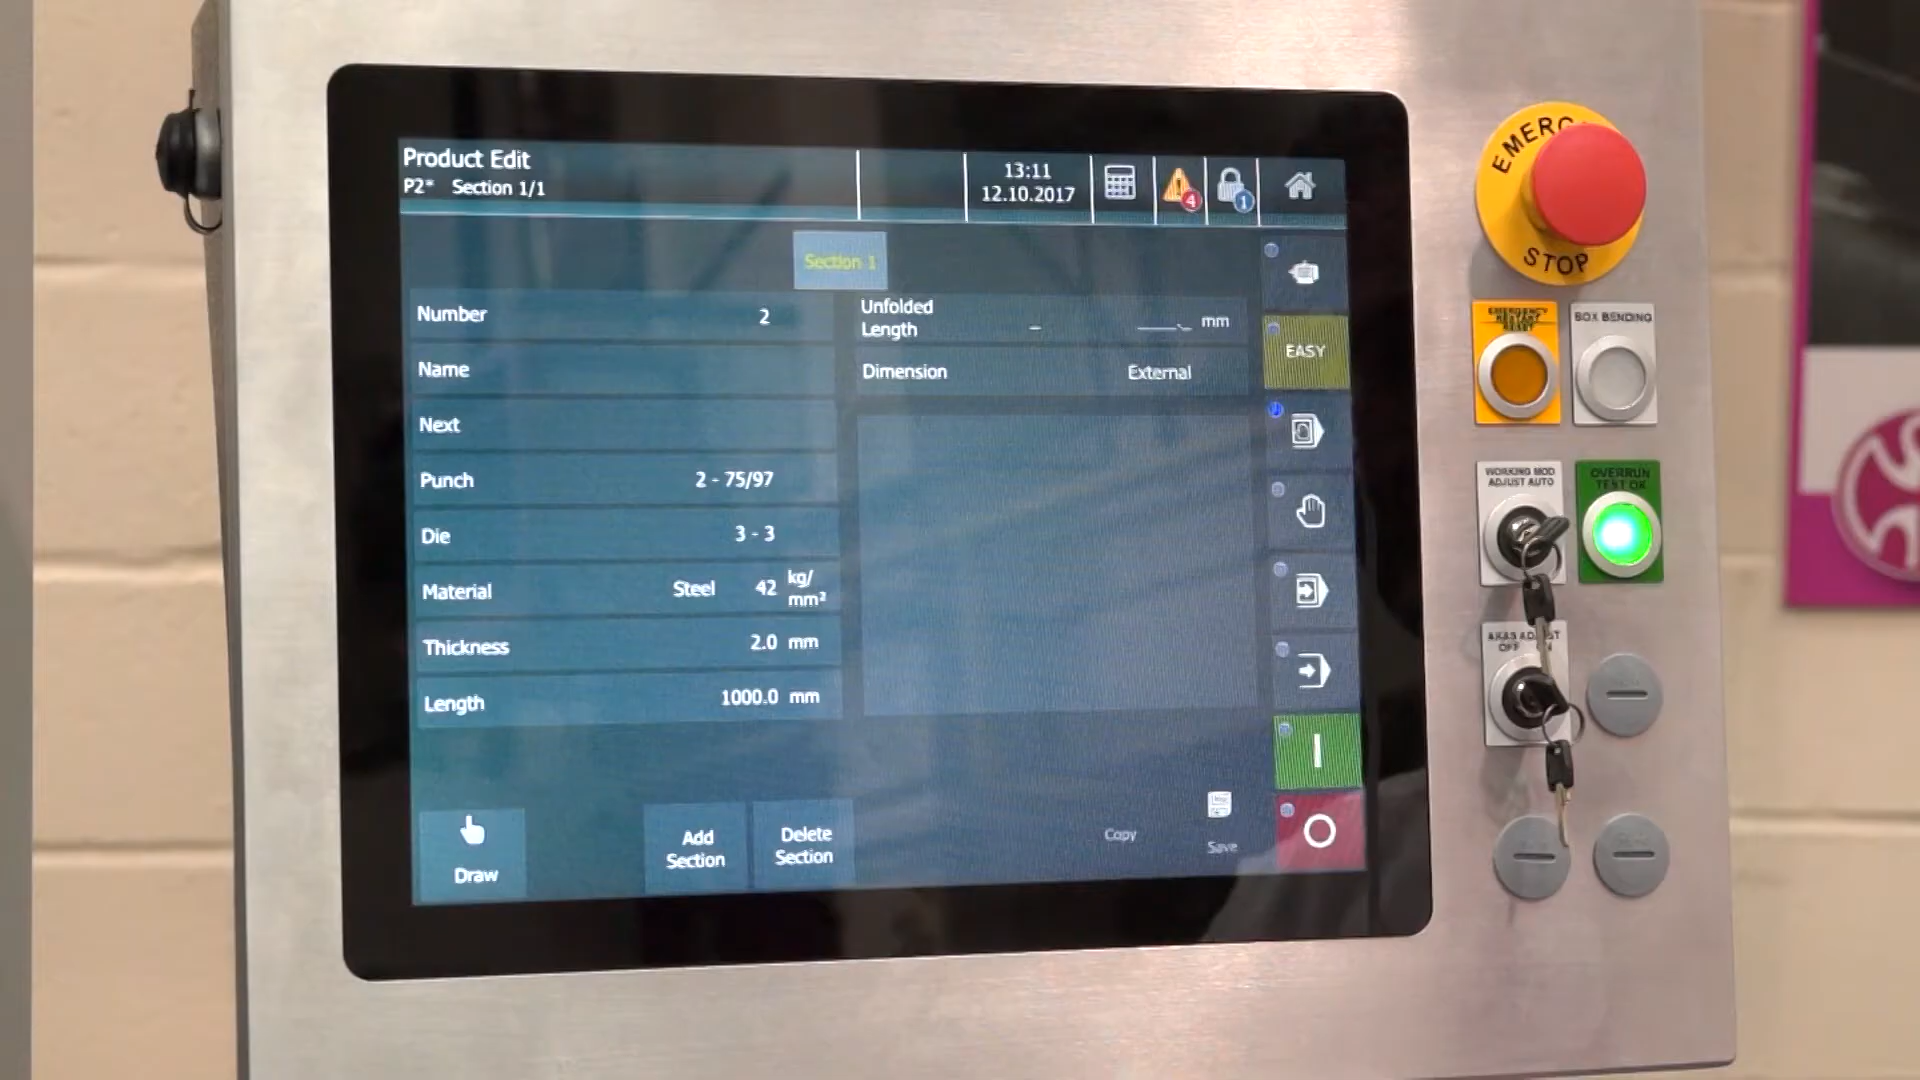 Product Edit
P2* Section 1/1
13:11
12.10.2017
4
1
Section 1
Number 2
Name
Next
Punch 2 - 75/97
Die 3 - 3
Material Steel 42 kg/
mm²
Thickness 2.0 mm
Length 1000.0 mm
Unfolded
Length mm
Dimension External
EASY
Draw
Add
Section
Delete
Section
Copy
Save
EMERG
STOP
EMERGENCY
RESTART
RESET
BOX BENDING
WORKING MOD
ADJUST AUTO
OVERRUN
TEST OK
OFF